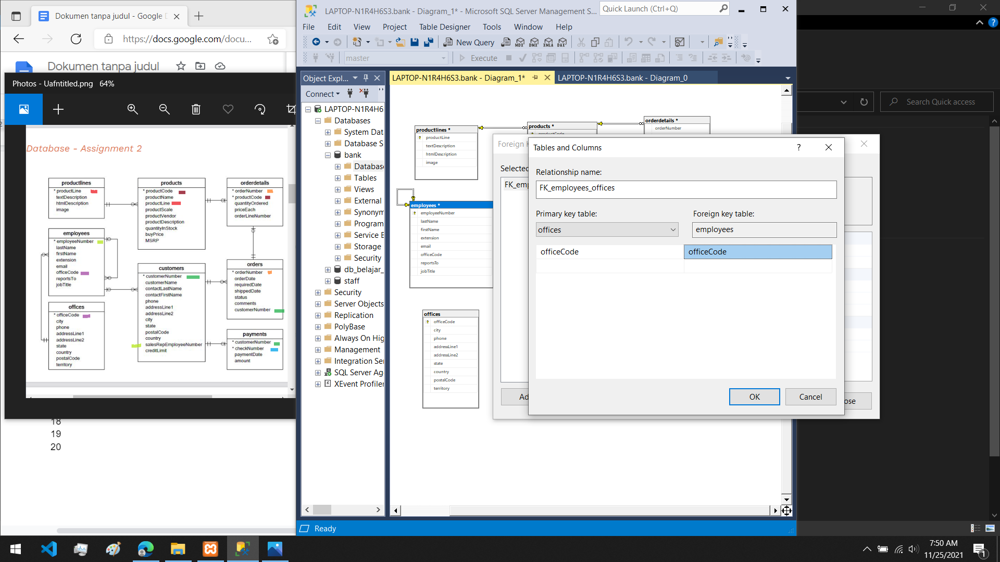 Dokumen tanpa judul - Google D
https://docs.google.com/docu...
Dokumen tanpa judul
Photos - Uafntitled.png 64%
Database - Assignment 2
productlines
* productLine
textDescription
htmlDescription
image
products
* productCode
productName
productLine
productScale
productVendor
productDescription
quantityInStock
buyPrice
MSRP
orderdetails
* orderNumber
* productCode
quantityOrdered
priceEach
orderLineNumber
employees
* employeeNumber
lastName
firstName
extension
email
officeCode
reportsTo
jobTitle
customers
* customerNumber
customerName
contactLastName
contactFirstName
phone
addressLine1
addressLine2
city
state
postalCode
country
salesRepEmployeeNumber
creditLimit
orders
* orderNumber
orderDate
requiredDate
shippedDate
status
comments
customerNumber
offices
* officeCode
city
phone
addressLine1
addressLine2
state
country
postalCode
territory
payments
* customerNumber
* checkNumber
paymentDate
amount
18
19
20
LAPTOP-N1R4H6S3.bank - Diagram_1* - Microsoft SQL Server Management S...
Quick Launch (Ctrl+Q)
File Edit View Project Table Designer Tools Window Help
New Query
MDX DMX XMLA DAX
master
Execute
Object Expl...
Connect
LAPTOP-N1R4H6
Databases
System Dat
Database S
bank
Databas
Tables
Views
External
Synonym
Program
Service E
Storage
Security
db_belajar_
staff
Security
Server Objects
Replication
PolyBase
Always On Hig
Management
Integration Se
SQL Server Ag
XEvent Profiler
LAPTOP-N1R4H6S3.bank - Diagram_1*
LAPTOP-N1R4H6S3.bank - Diagram_0
productlines *
productLine
textDescription
htmlDescription
image
products *
productCode
orderdetails *
orderNumber
employees *
employeeNumber
lastName
firstName
extension
email
officeCode
reportsTo
jobTitle
offices
officeCode
city
phone
addressLine1
addressLine2
state
country
postalCode
territory
Foreign K
Selected
FK_emp
Ad
ose
Tables and Columns
?
Relationship name:
FK_employees_offices
Primary key table:
Foreign key table:
offices
employees
officeCode
officeCode
OK
Cancel
Ready
Search Quick access
7:50 AM
11/25/2021
1